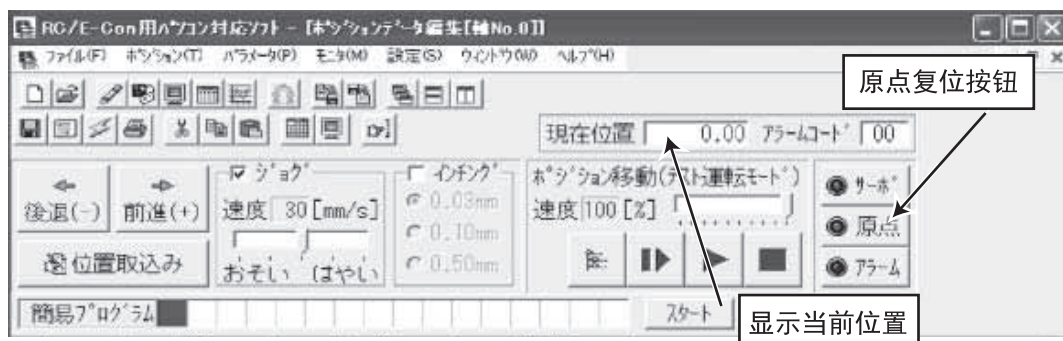 RC/E-Con用パソコン対応ソフト - [ポジションデータ編集[軸No.0]]
ファイル(F) ポジション(T) パラメータ(P) モニタ(M) 設定(S) ウィントウ(W) ヘルプ(H)
原点复位按钮
現在位置 0.00 アラームコード 00
後退(-) 前進(+)
位置取込み
ジョグ
速度 30 [mm/s]
おそい はやい
インチング
0.03mm
0.10mm
0.50mm
ポジション移動(テスト運転モード)
速度 100 [%]
サーボ
原点
アラーム
簡易プログラム
スタート
显示当前位置